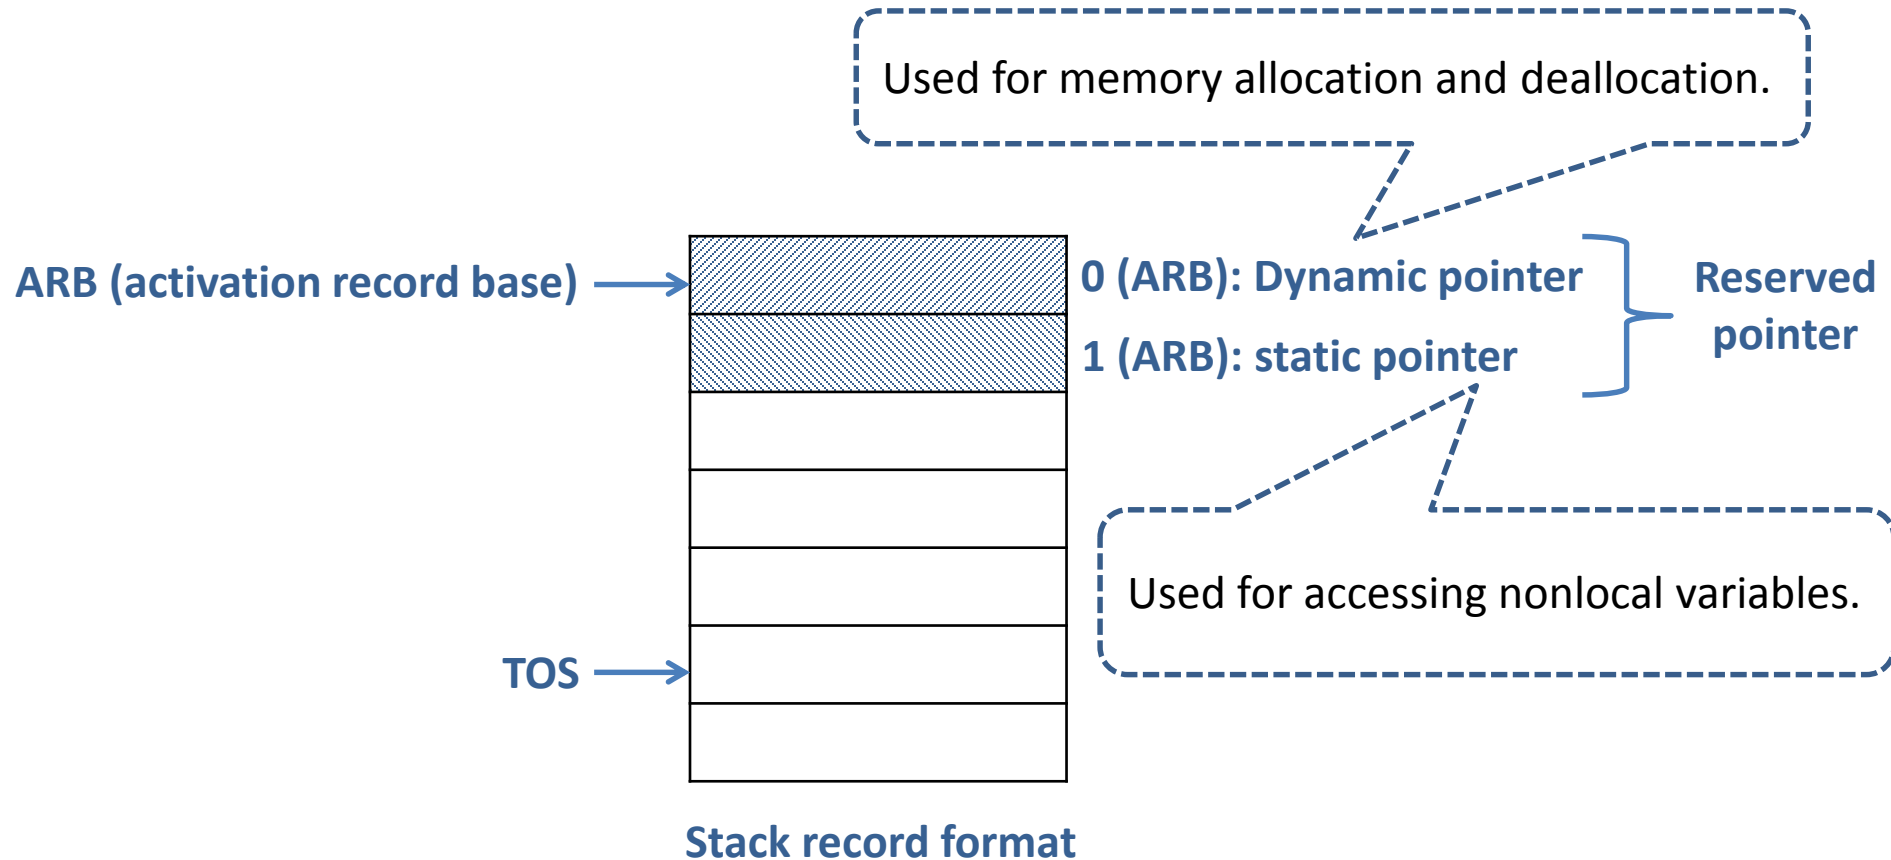 Used for memory allocation and deallocation.
ARB (activation record base)
0 (ARB): Dynamic pointer
1 (ARB): static pointer
Reserved
pointer
Used for accessing nonlocal variables.
TOS
Stack record format